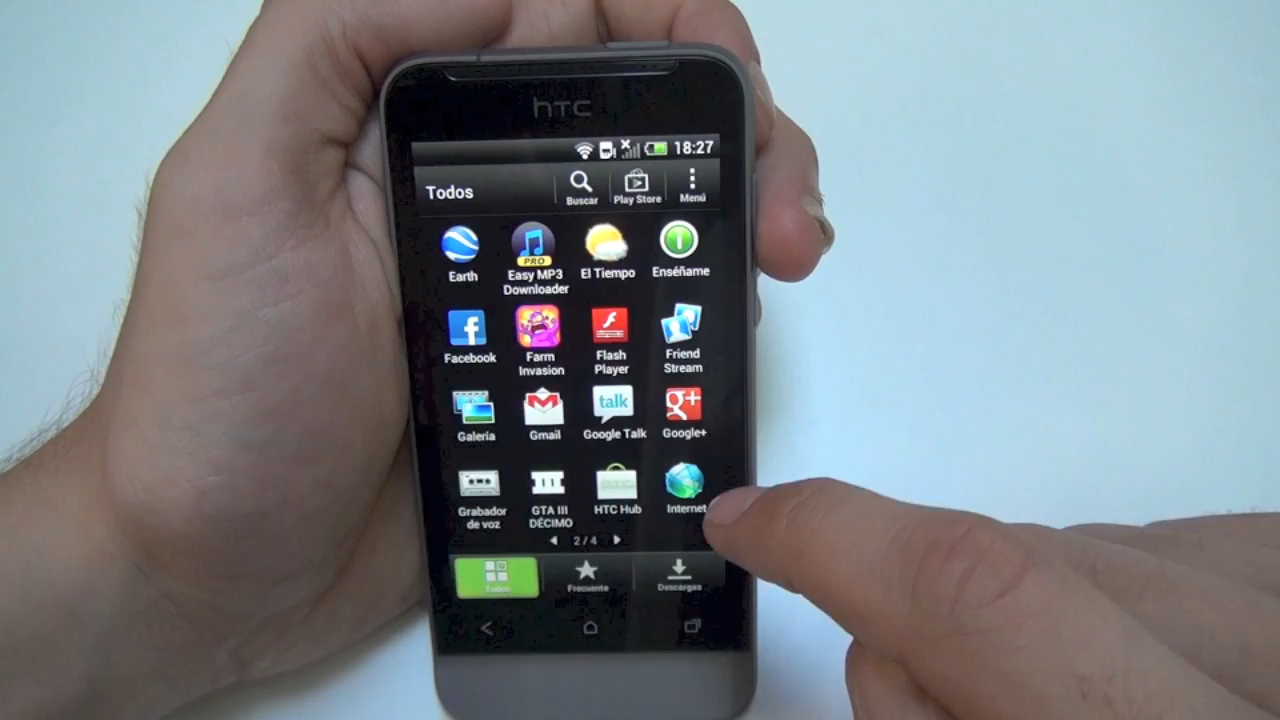 hTC
18:27
Todos
Buscar
Play Store
Menú
PRO
Earth
Easy MP3
Downloader
El Tiempo
Enséñame
Facebook
Farm
Invasion
Flash
Player
Friend
Stream
talk
g+
Galería
Gmail
Google Talk
Google+
III
Grabador
de voz
GTA III
DÉCIMO
HTC Hub
Internet
2/4
Todos
Frecuente
Descargas